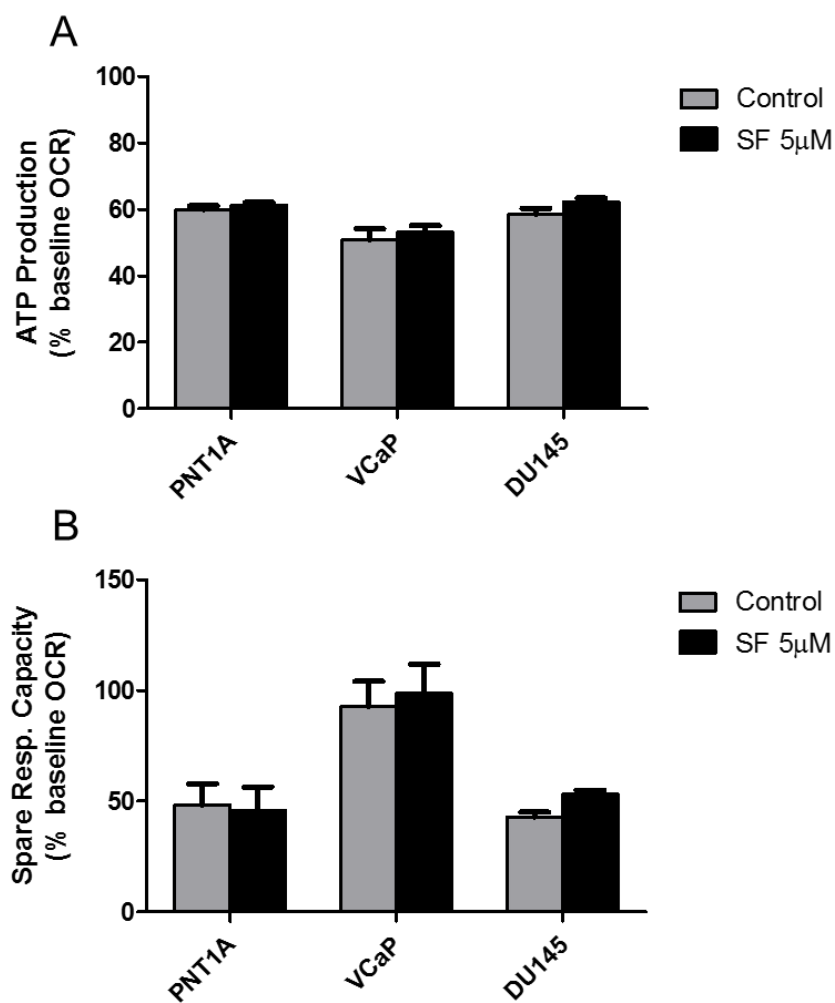 A
ATP Production
(% baseline OCR)
100
80
60
40
20
0
PNT1A
VCaP
DU145
Control
SF 5μM
B
Spare Resp. Capacity
(% baseline OCR)
150
100
50
0
PNT1A
VCaP
DU145
Control
SF 5μM